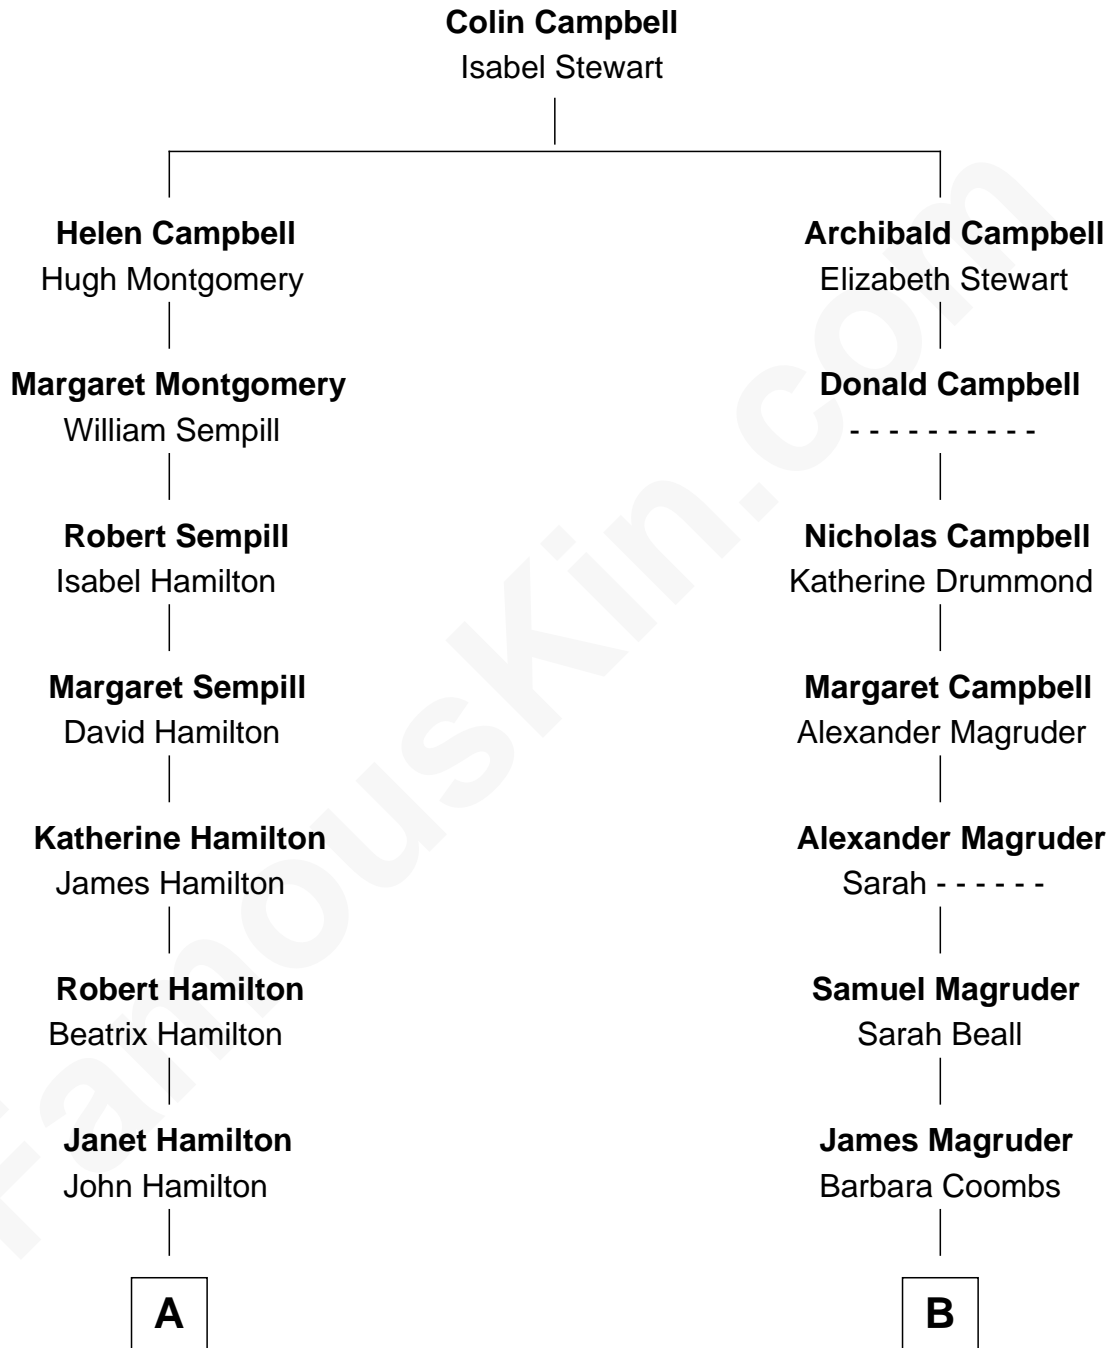 Colin Campbell
Isabel Stewart
Helen Campbell
Hugh Montgomery
Archibald Campbell
Elizabeth Stewart
Margaret Montgomery
William Sempill
Donald Campbell
- - - - - - - - - -
Robert Sempill
Isabel Hamilton
Nicholas Campbell
Katherine Drummond
Margaret Sempill
David Hamilton
Margaret Campbell
Alexander Magruder
Katherine Hamilton
James Hamilton
Alexander Magruder
Sarah - - - - - -
Robert Hamilton
Beatrix Hamilton
Samuel Magruder
Sarah Beall
Janet Hamilton
John Hamilton
James Magruder
Barbara Coombs
A
B
FamousKin.com